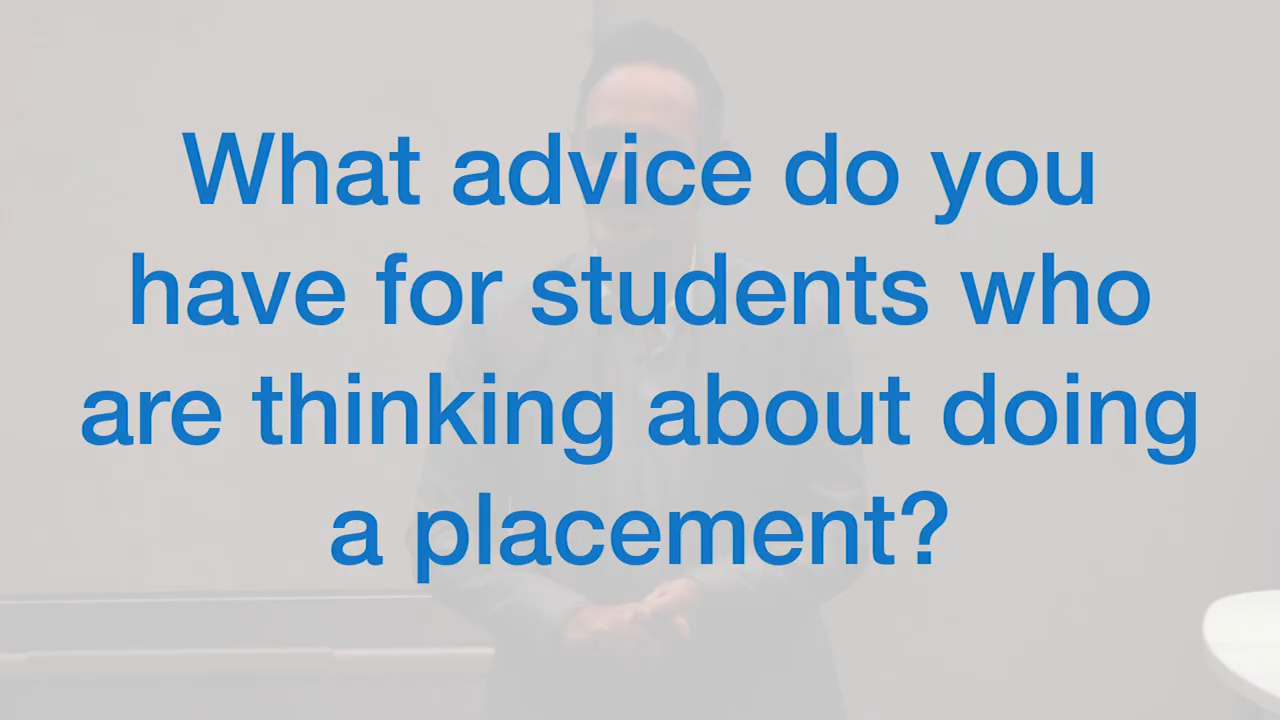 What advice do you
have for students who
are thinking about doing
a placement?